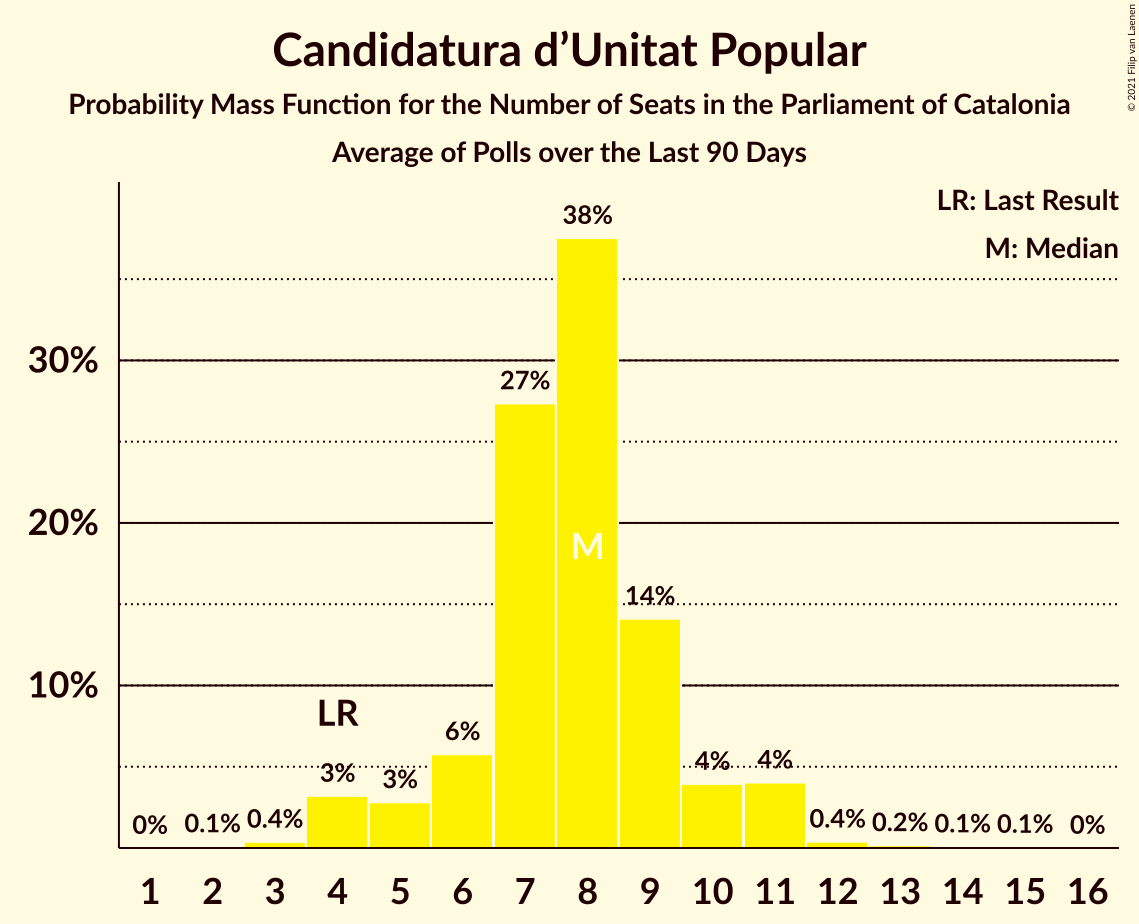 Candidatura d’Unitat Popular
Probability Mass Function for the Number of Seats in the Parliament of Catalonia
Average of Polls over the Last 90 Days
© 2021 Filip van Laenen
LR: Last Result
M: Median
38%
30%
27%
20%
M
14%
10%
LR
6%
3%
3%
4%
4%
0%
0.1%
0.4%
0.4%
0.2%
0.1%
0.1%
0%
1 2 3 4 5 6 7 8 9 10 11 12 13 14 15 16